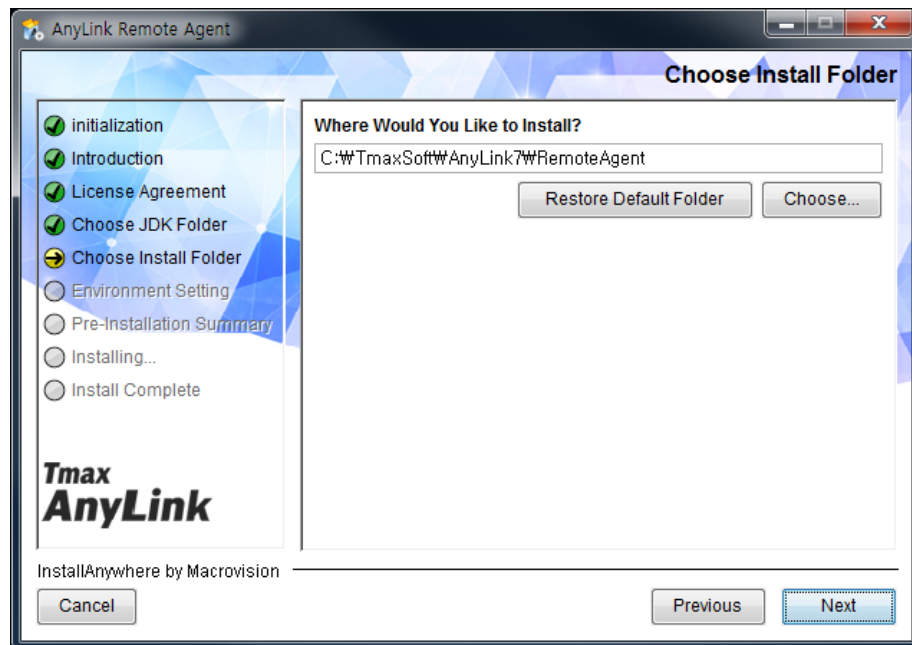 AnyLink Remote Agent
Choose Install Folder
initialization
Introduction
License Agreement
Choose JDK Folder
Choose Install Folder
Environment Setting
Pre-Installation Summary
Installing...
Install Complete
Tmax
AnyLink
Where Would You Like to Install?
C:₩TmaxSoft₩AnyLink7₩RemoteAgent
Restore Default Folder
Choose...
InstallAnywhere by Macrovision
Cancel
Previous
Next